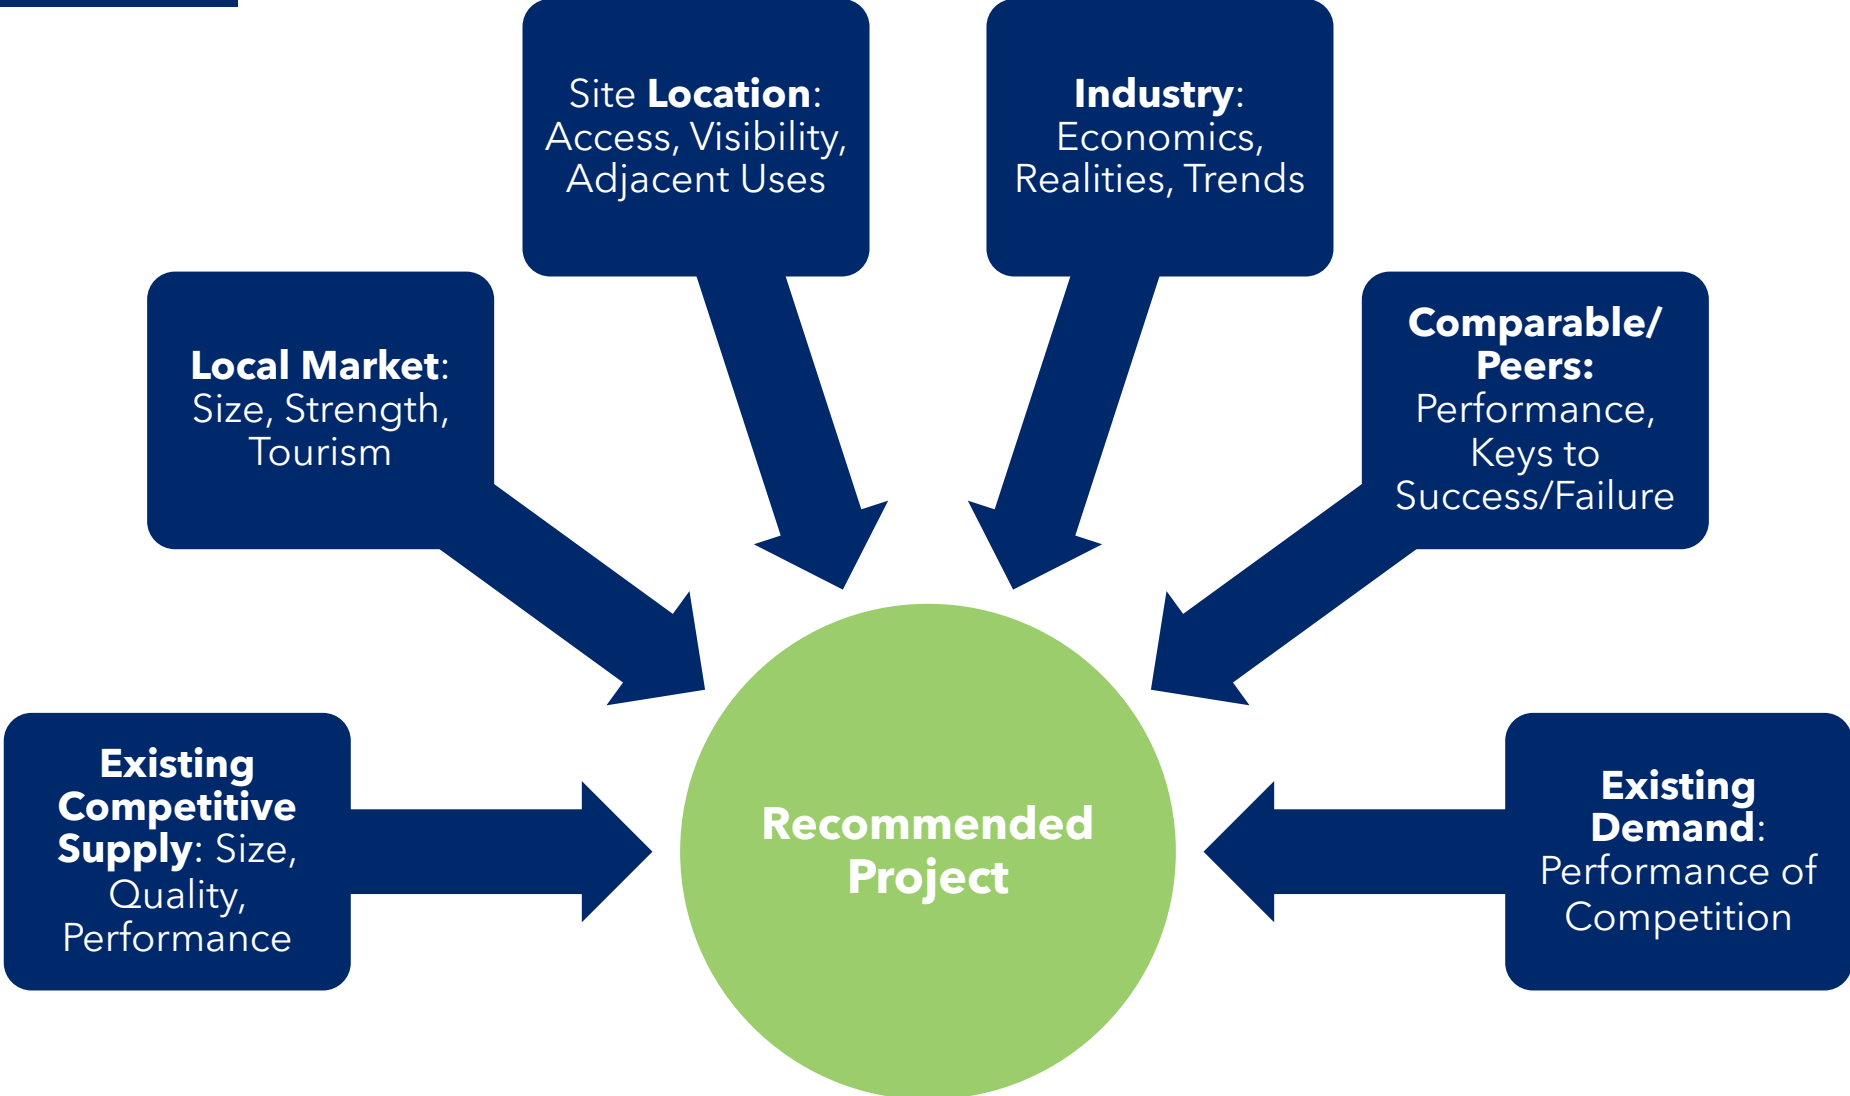 Site Location:
Access, Visibility,
Adjacent Uses
Industry:
Economics,
Realities, Trends
Local Market:
Size, Strength,
Tourism
Comparable/
Peers:
Performance,
Keys to
Success/Failure
Existing
Competitive
Supply: Size,
Quality,
Performance
Recommended
Project
Existing
Demand:
Performance of
Competition